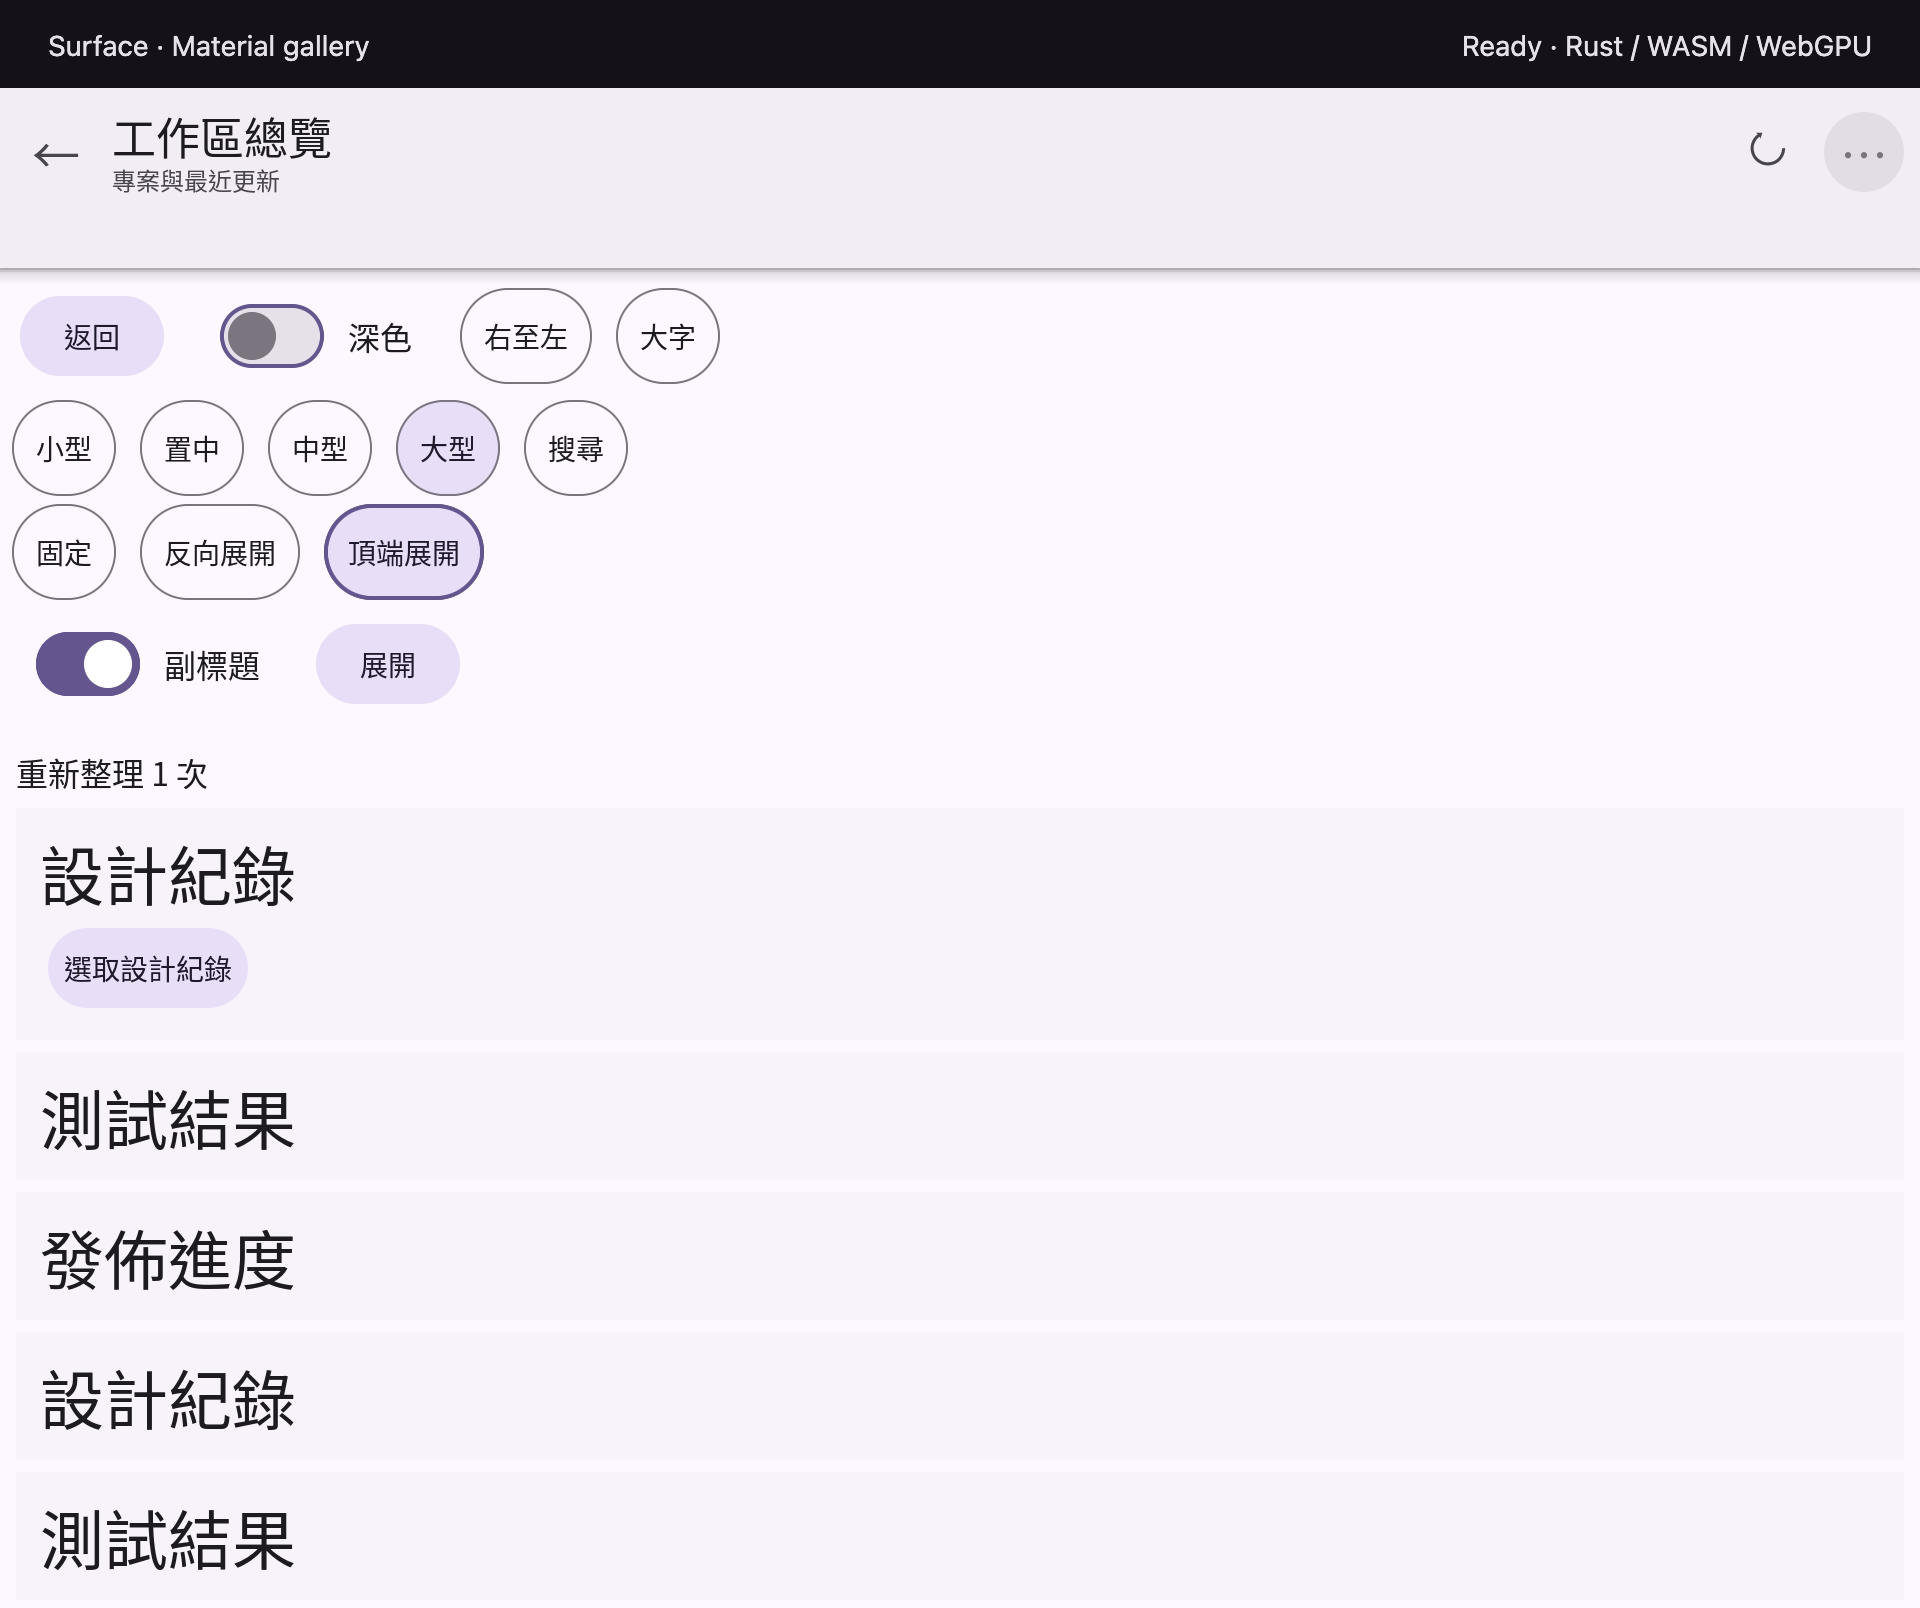 Surface · Material gallery
Ready · Rust / WASM / WebGPU
工作區總覽
專案與最近更新
返回
深色
右至左
大字
小型
置中
中型
大型
搜尋
固定
反向展開
頂端展開
副標題
展開
重新整理 1 次
設計紀錄
選取設計紀錄
測試結果
發佈進度
設計紀錄
測試結果